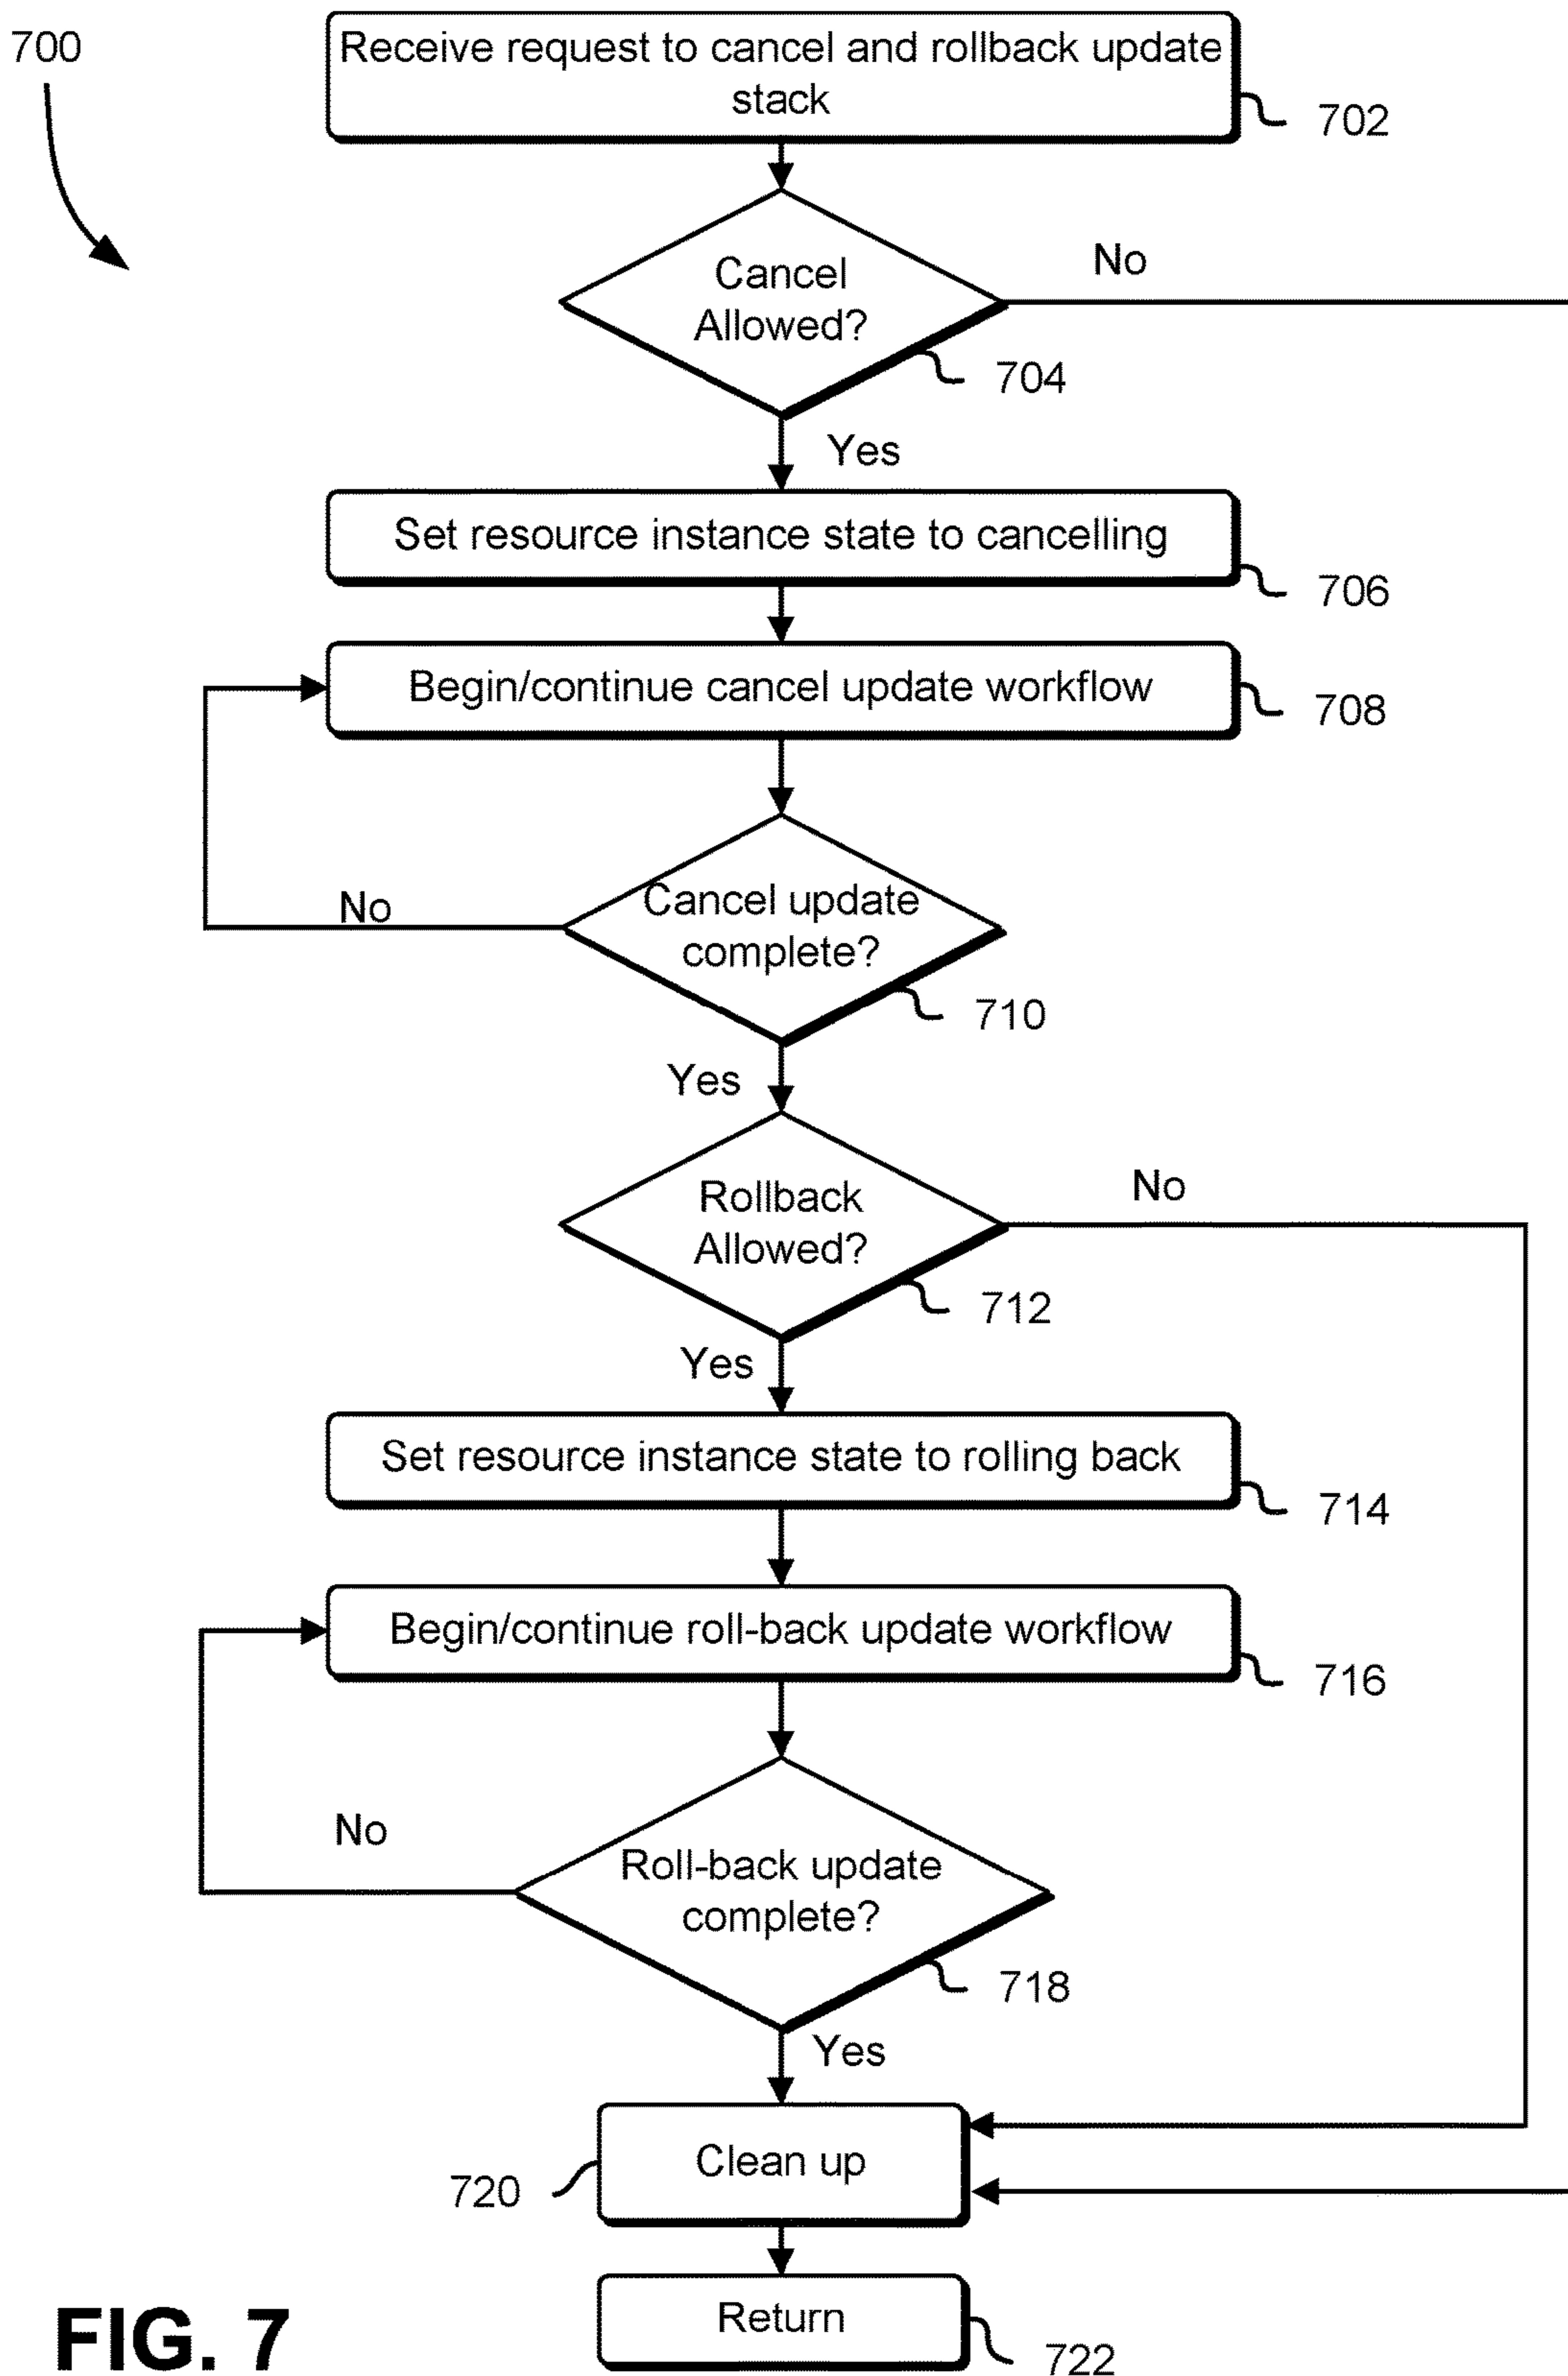 700
Receive request to cancel and rollback update
stack
702
Cancel
Allowed?
No
704
Yes
Set resource instance state to cancelling
706
Begin/continue cancel update workflow
708
No
Cancel update
complete?
710
Yes
Rollback
Allowed?
No
712
Yes
Set resource instance state to rolling back
714
Begin/continue roll-back update workflow
716
No
Roll-back update
complete?
718
Yes
Clean up
720
Return
722
FIG. 7